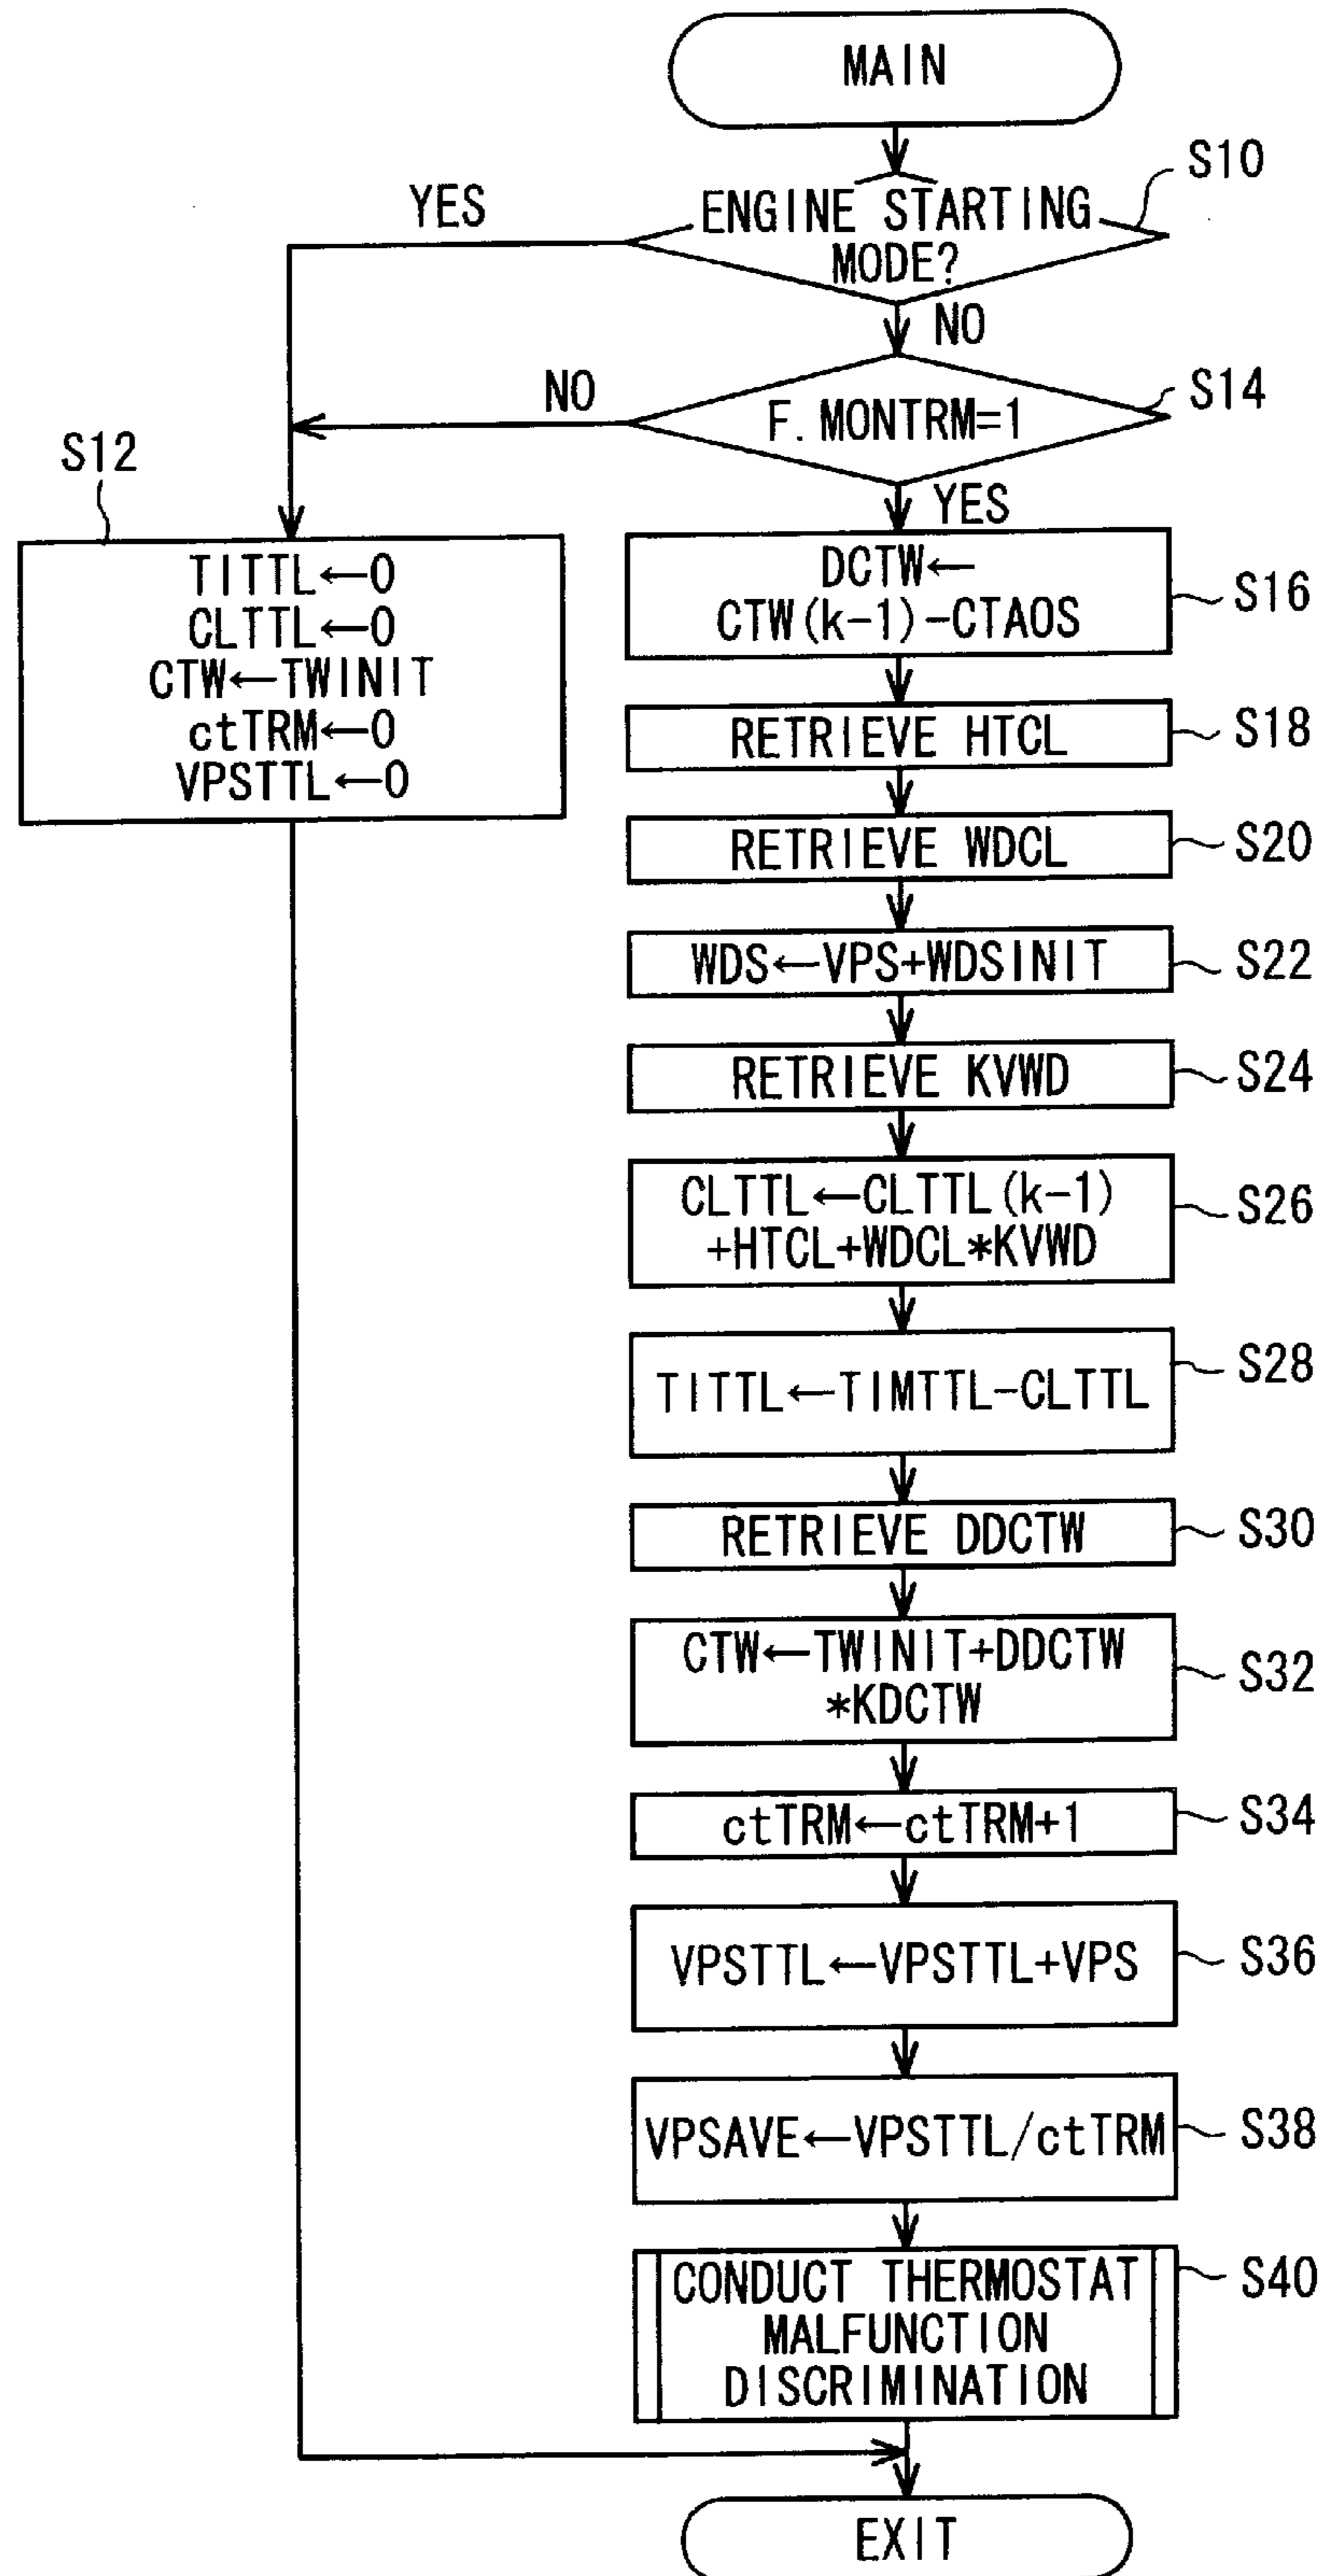 MAIN
S10
YES
ENGINE STARTING
MODE?
NO
S14
NO
F.MONTRM=1
S12
YES
TITTL←0
CLTTL←0
CTW←TWINIT
ctTRM←0
VPSTTL←0
DCTW←
CTW(k-1)-CTAOS
S16
RETRIEVE HTCL
S18
RETRIEVE WDCL
S20
WDS←VPS+WDSINIT
S22
RETRIEVE KVWD
S24
CLTTL←CLTTL(k-1)
+HTCL+WDCL*KVWD
S26
TITTL←TIMTTL-CLTTL
S28
RETRIEVE DDCTW
S30
CTW←TWINIT+DDCTW
*KDCTW
S32
ctTRM←ctTRM+1
S34
VPSTTL←VPSTTL+VPS
S36
VPSAVE←VPSTTL/ctTRM
S38
CONDUCT THERMOSTAT
MALFUNCTION
DISCRIMINATION
S40
EXIT